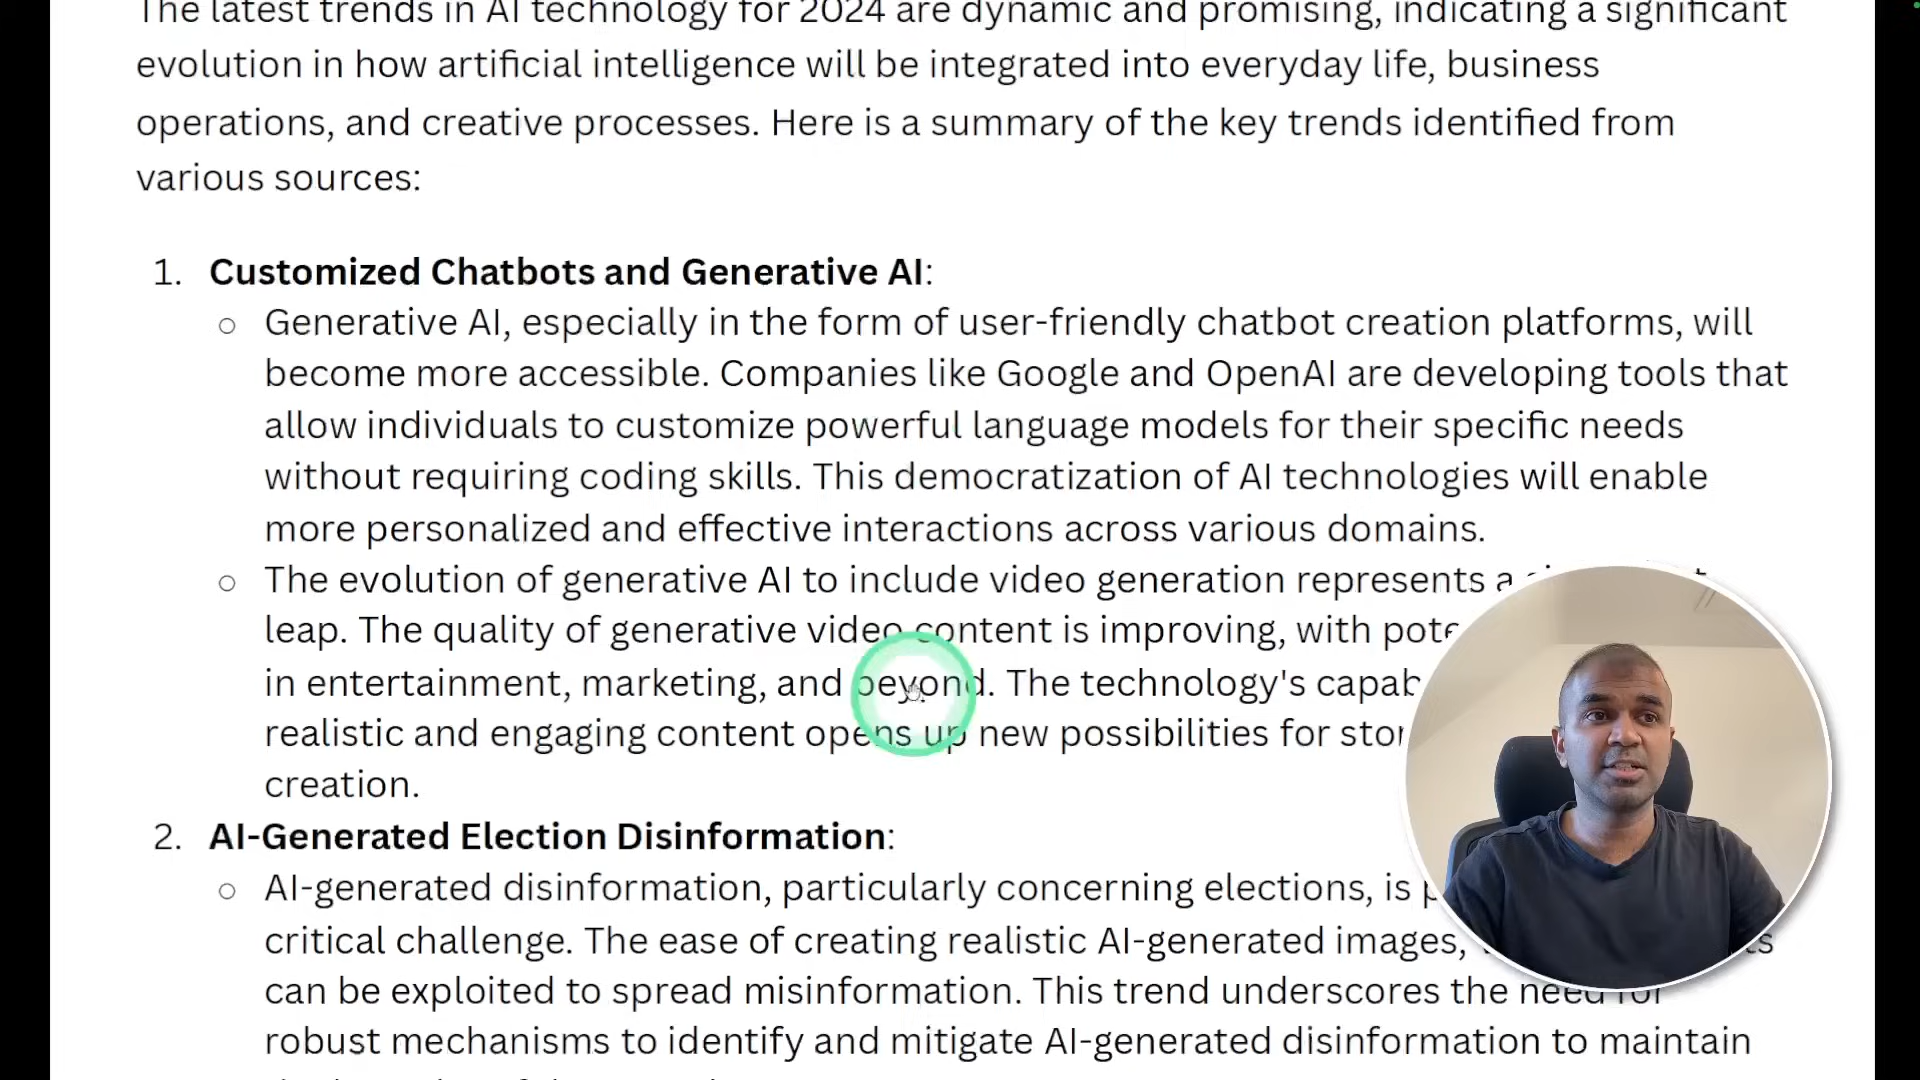 The latest trends in AI technology for 2024 are dynamic and promising, indicating a significant
evolution in how artificial intelligence will be integrated into everyday life, business
operations, and creative processes. Here is a summary of the key trends identified from
various sources:
1. Customized Chatbots and Generative AI:
○ Generative AI, especially in the form of user-friendly chatbot creation platforms, will
become more accessible. Companies like Google and OpenAI are developing tools that
allow individuals to customize powerful language models for their specific needs
without requiring coding skills. This democratization of AI technologies will enable
more personalized and effective interactions across various domains.
○ The evolution of generative AI to include video generation represents a
leap. The quality of generative video content is improving, with
in entertainment, marketing, and beyond. The technology's
realistic and engaging content opens up new possibilities for
creation.
2. AI-Generated Election Disinformation:
○ AI-generated disinformation, particularly concerning elections, is
critical challenge. The ease of creating realistic AI-generated images,
can be exploited to spread misinformation. This trend underscores the need for
robust mechanisms to identify and mitigate AI-generated disinformation to maintain